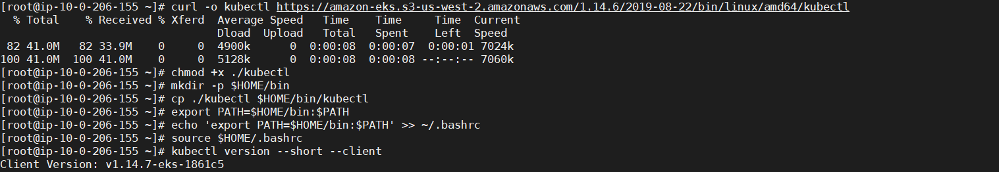 [root@ip-10-0-206-155 ~]# curl -o kubectl https://amazon-eks.s3-us-west-2.amazonaws.com/1.14.6/2019-08-22/bin/linux/amd64/kubectl
  % Total    % Received % Xferd  Average Speed   Time    Time     Time  Current
                                 Dload  Upload   Total   Spent    Left  Speed
 82 41.0M   82 33.9M    0     0  4900k      0  0:00:08  0:00:07  0:00:01 7024k
100 41.0M  100 41.0M    0     0  5128k      0  0:00:08  0:00:08 --:--:-- 7060k
[root@ip-10-0-206-155 ~]# chmod +x ./kubectl
[root@ip-10-0-206-155 ~]# mkdir -p $HOME/bin
[root@ip-10-0-206-155 ~]# cp ./kubectl $HOME/bin/kubectl
[root@ip-10-0-206-155 ~]# export PATH=$HOME/bin:$PATH
[root@ip-10-0-206-155 ~]# echo 'export PATH=$HOME/bin:$PATH' >> ~/.bashrc
[root@ip-10-0-206-155 ~]# source $HOME/.bashrc
[root@ip-10-0-206-155 ~]# kubectl version --short --client
Client Version: v1.14.7-eks-1861c5